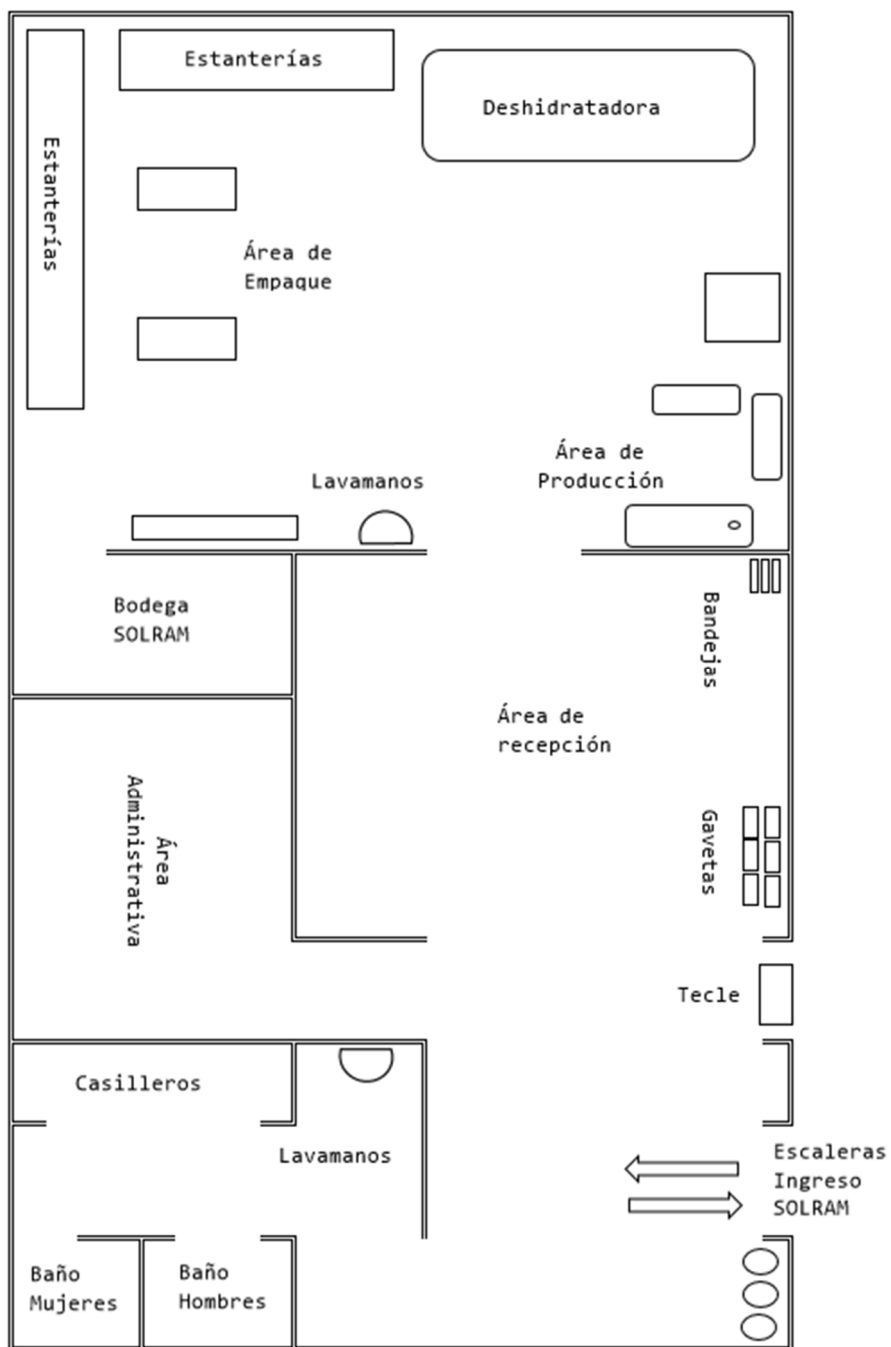 Estanterías
Deshidratadora
Estanterías
Área de
Empaque
Área de
Producción
Lavamanos
Bodega
SOLRAM
Bandejas
Área de
recepción
Área
Administrativa
Gavetas
Tecle
Casilleros
Lavamanos
Escaleras
Ingreso
SOLRAM
Baño
Mujeres
Baño
Hombres